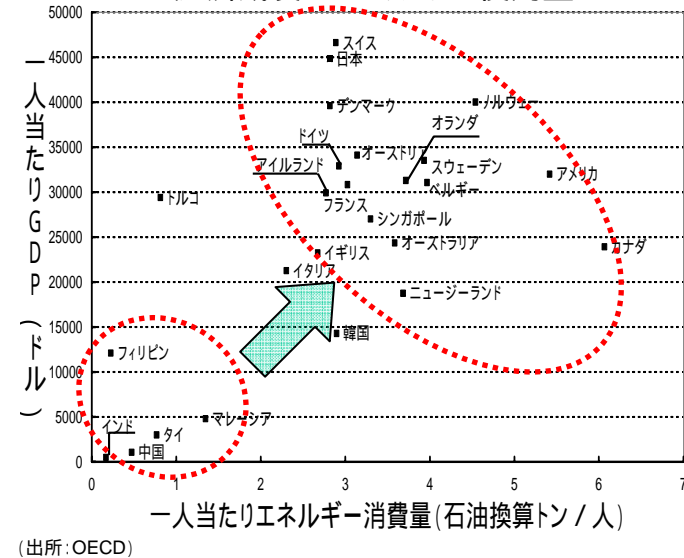 50000
45000
40000
35000
30000
25000
20000
15000
10000
5000
0
一人当たりGDP(ドル)
スイス
日本
デンマーク
ノルウェー
オランダ
ドイツ
オーストリア
スウェーデン
アイルランド
アメリカ
ベルギー
フランス
トルコ
シンガポール
オーストラリア
カナダ
イギリス
イタリア
ニュージーランド
韓国
フィリピン
マレーシア
インド
タイ
中国
0 1 2 3 4 5 6 7
一人当たりエネルギー消費量(石油換算トン/人)
(出所:OECD)